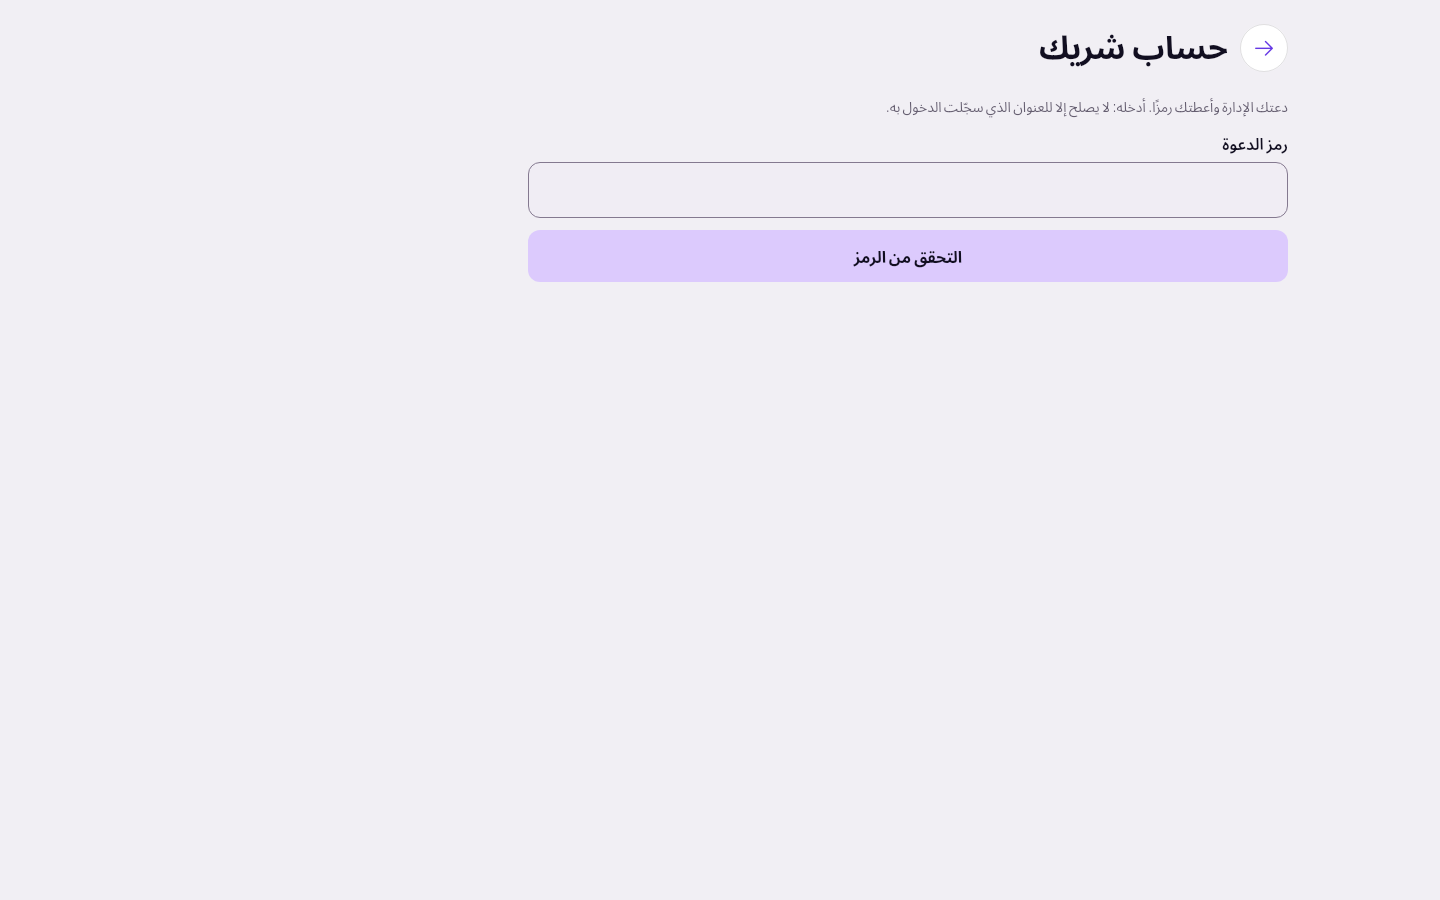 حساب شريك
دعتك الإدارة وأعطتك رمزًا. أدخله: لا يصلح إلا للعنوان الذي سجّلت الدخول به.
رمز الدعوة
التحقق من الرمز